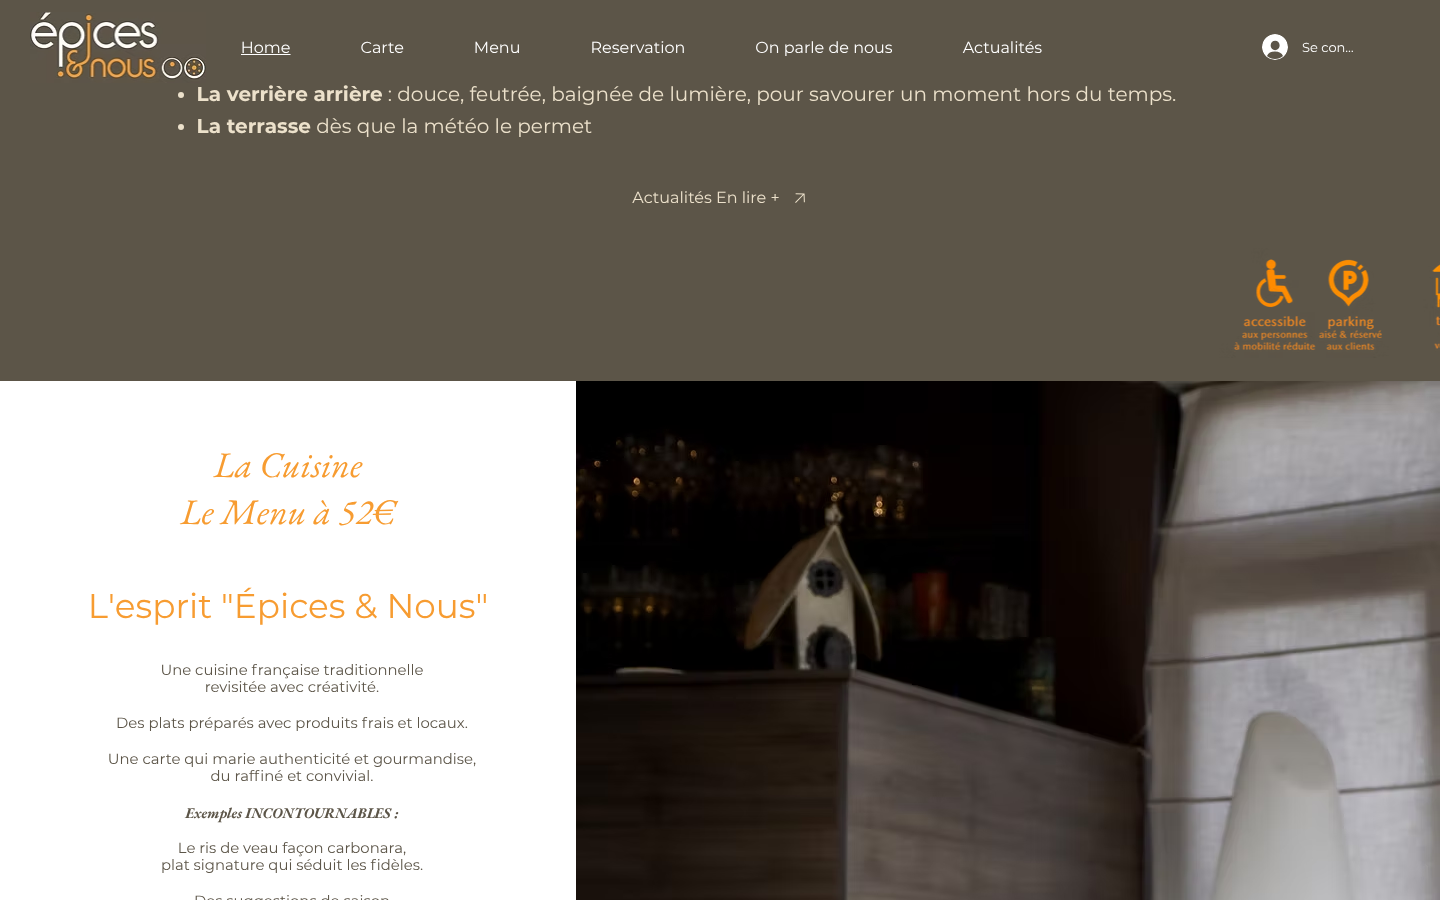 épices
& nous
Home
Carte
Menu
Reservation
On parle de nous
Actualités
Se con...
• La verrière arrière : douce, feutrée, baignée de lumière, pour savourer un moment hors du temps.
• La terrasse dès que la météo le permet
Actualités En lire +
accessible
aux personnes
à mobilité réduite
parking
aisé & réservé
aux clients
La Cuisine
Le Menu à 52€
L'esprit "Épices & Nous"
Une cuisine française traditionnelle
revisitée avec créativité.
Des plats préparés avec produits frais et locaux.
Une carte qui marie authenticité et gourmandise,
du raffiné et convivial.
Exemples INCONTOURNABLES :
Le ris de veau façon carbonara,
plat signature qui séduit les fidèles.
Des suggestions de saison